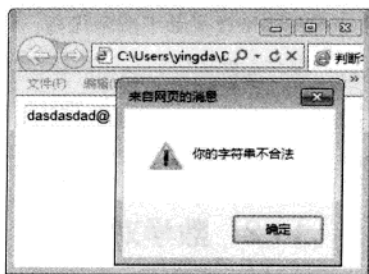 C:\Users\yingda\D
判断
文件(F) 编辑
dasdasdad@
来自网页的消息
你的字符串不合法
确定